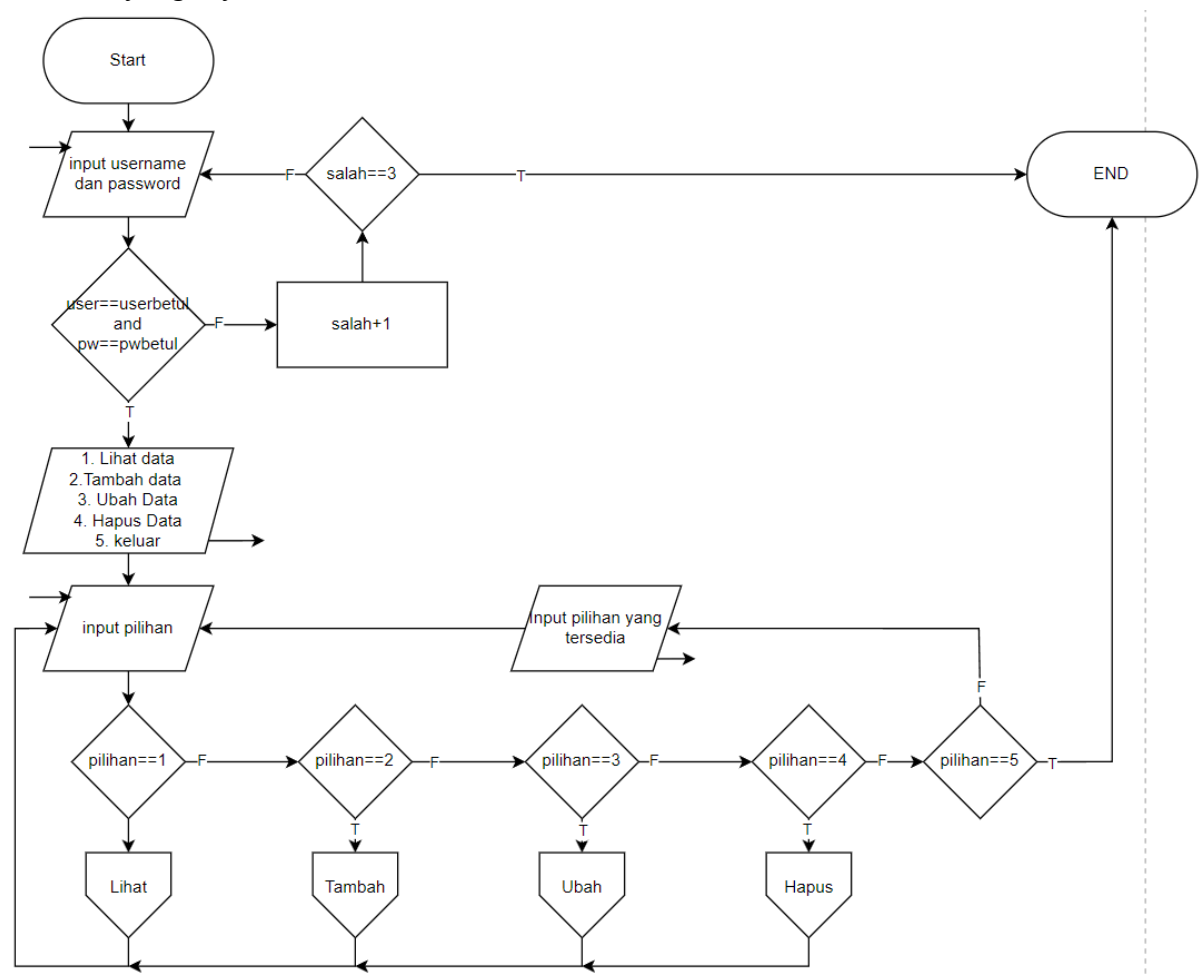 Start
input username
dan password
F
salah==3
T
END
user==userbetul
and
pw==pwbetul
F
salah+1
T
1. Lihat data
2.Tambah data
3. Ubah Data
4. Hapus Data
5. keluar
input pilihan
Input pilihan yang
tersedia
F
pilihan==1
F
pilihan==2
F
pilihan==3
F
pilihan==4
F
pilihan==5
T
T
T
T
Lihat
Tambah
Ubah
Hapus